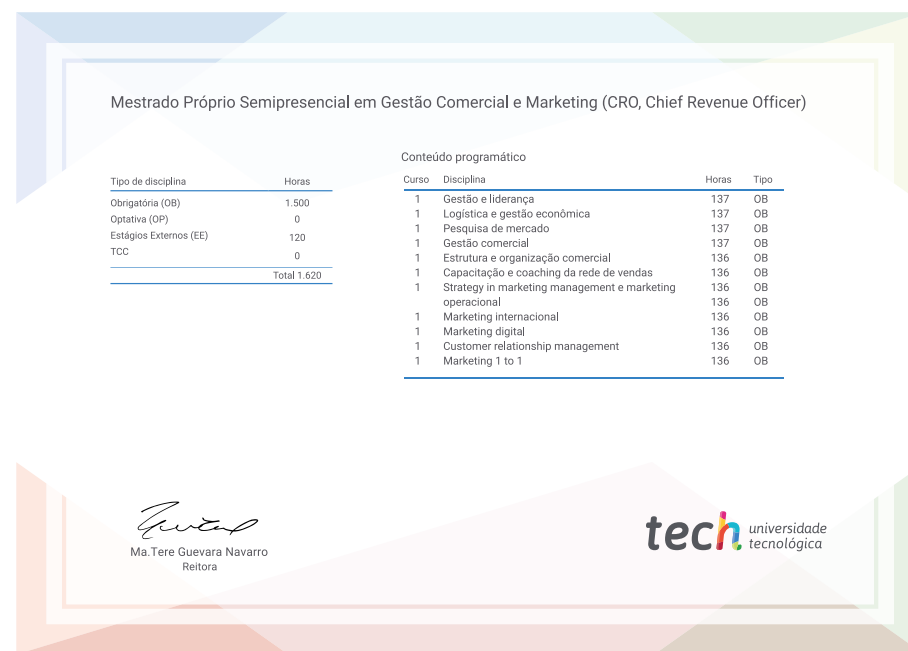 Mestrado Próprio Semipresencial em Gestão Comercial e Marketing (CRO, Chief Revenue Officer)
Tipo de disciplina Horas
Obrigatória (OB) 1.500
Optativa (OP) 0
Estágios Externos (EE) 120
TCC 0
Total 1.620
Conteúdo programático
Curso Disciplina Horas Tipo
1 Gestão e liderança 137 OB
1 Logística e gestão econômica 137 OB
1 Pesquisa de mercado 137 OB
1 Gestão comercial 137 OB
1 Estrutura e organização comercial 136 OB
1 Capacitação e coaching da rede de vendas 136 OB
1 Strategy in marketing management e marketing 136 OB
operacional 136 OB
1 Marketing internacional 136 OB
1 Marketing digital 136 OB
1 Customer relationship management 136 OB
1 Marketing 1 to 1 136 OB
Ma.Tere Guevara Navarro
Reitora
tech universidade
tecnológica